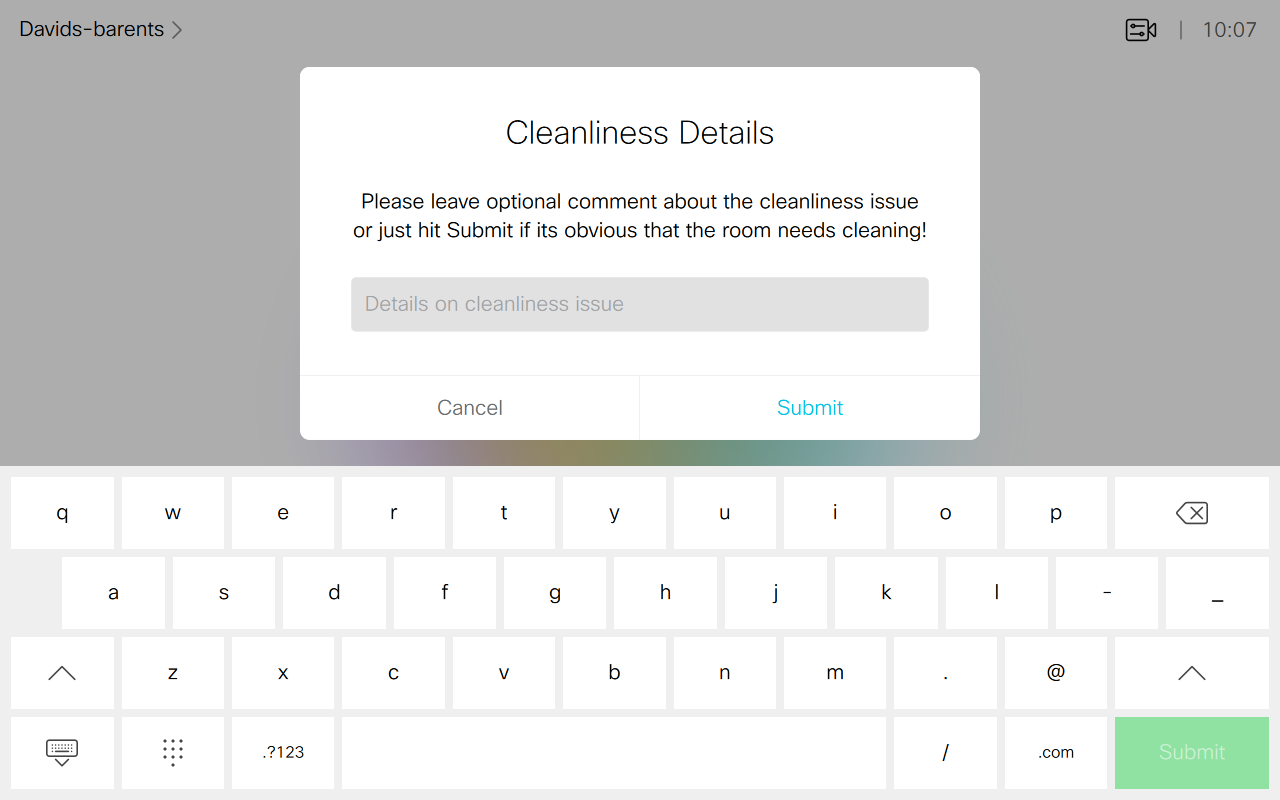 Davids-barents
10:07
Cleanliness Details
Please leave optional comment about the cleanliness issue
or just hit Submit if its obvious that the room needs cleaning!
Details on cleanliness issue
Cancel Submit
q w e r t y u i o p
a s d f g h j k l - _
z x c v b n m . @
.?123 / .com Submit